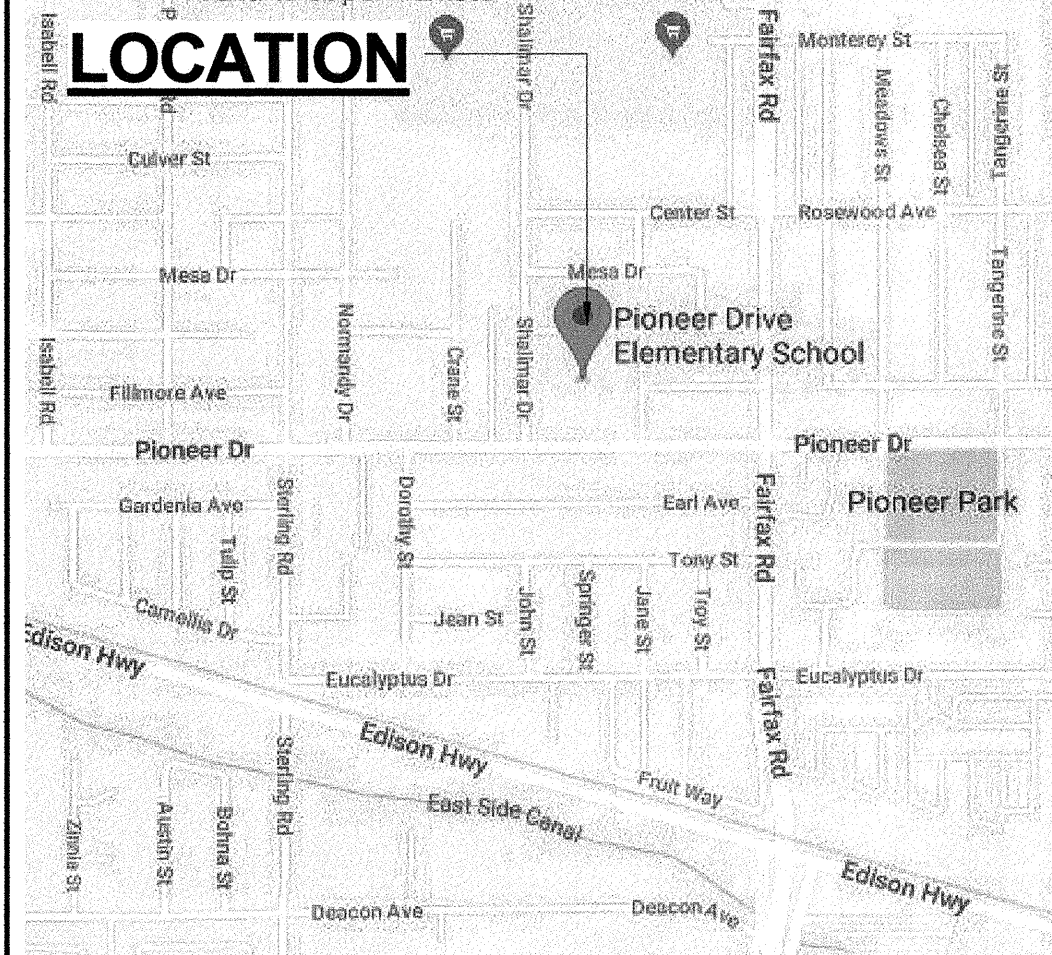 Isabell Rd
Rd
Shalimar Dr
Fairfax Rd
LOCATION
Monterey St
Meadows St
Chelsea St
Tangerine St
Culver St
Center St
Rosewood Ave
Mesa Dr
Mesa Dr
Tangerine St
Normandy Dr
Crane St
Shalimar Dr
Pioneer Drive
Elementary School
Isabell Rd
Fillmore Ave
Pioneer Dr
Pioneer Dr
Gardenia Ave
Sterling Rd
Dorothy St
Earl Ave
Fairfax Rd
Pioneer Park
Tulip St
Tony St
Camellia Dr
Jean St
John St
Springer St
Jane St
Troy St
Edison Hwy
Eucalyptus Dr
Eucalyptus Dr
Fairfax Rd
Edison Hwy
Sterling Rd
Fruit Way
East Side Canal
Zinnia St
Austin St
Bohna St
Edison Hwy
Deacon Ave
Deacon Ave